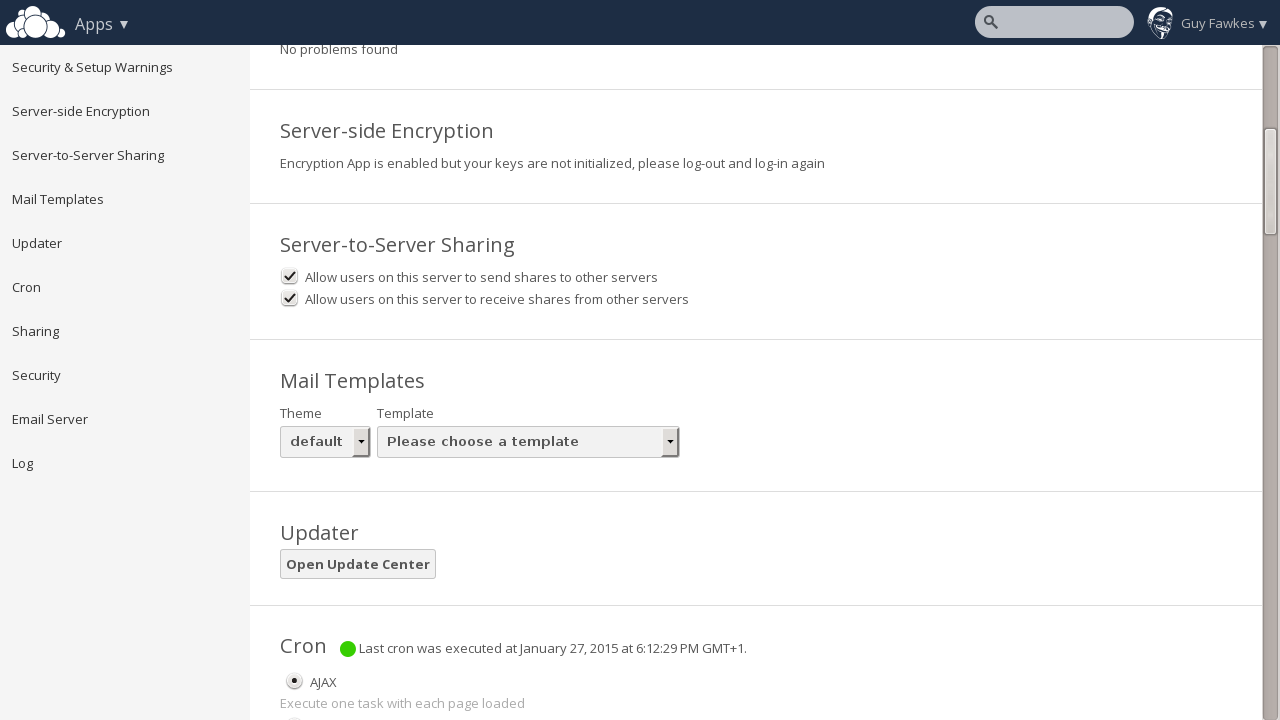 Apps ▼
Guy Fawkes ▼
Security & Setup Warnings
Server-side Encryption
Server-to-Server Sharing
Mail Templates
Updater
Cron
Sharing
Security
Email Server
Log
No problems found
Server-side Encryption
Encryption App is enabled but your keys are not initialized, please log-out and log-in again
Server-to-Server Sharing
Allow users on this server to send shares to other servers
Allow users on this server to receive shares from other servers
Mail Templates
Theme Template
default Please choose a template
Updater
Open Update Center
Cron Last cron was executed at January 27, 2015 at 6:12:29 PM GMT+1.
AJAX
Execute one task with each page loaded